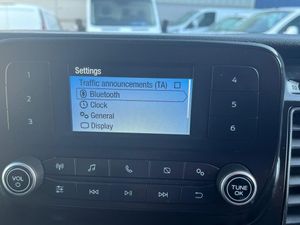 Settings
Traffic announcements (TA)
Bluetooth
Clock
General
Display
1
2
3
4
5
6
VOL
TUNE
OK